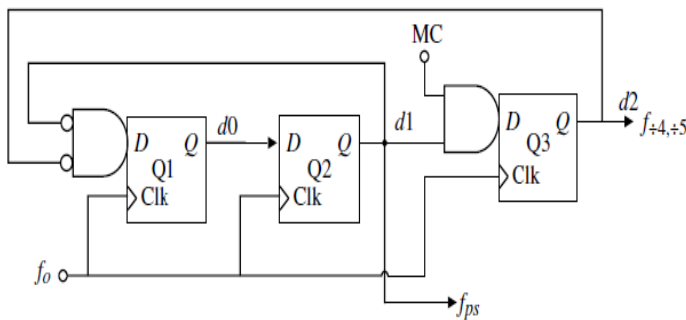 MC
d0
d1
d2
f÷4,÷5
D Q
Q1
Clk
D Q
Q2
Clk
D Q
Q3
Clk
fo
fps